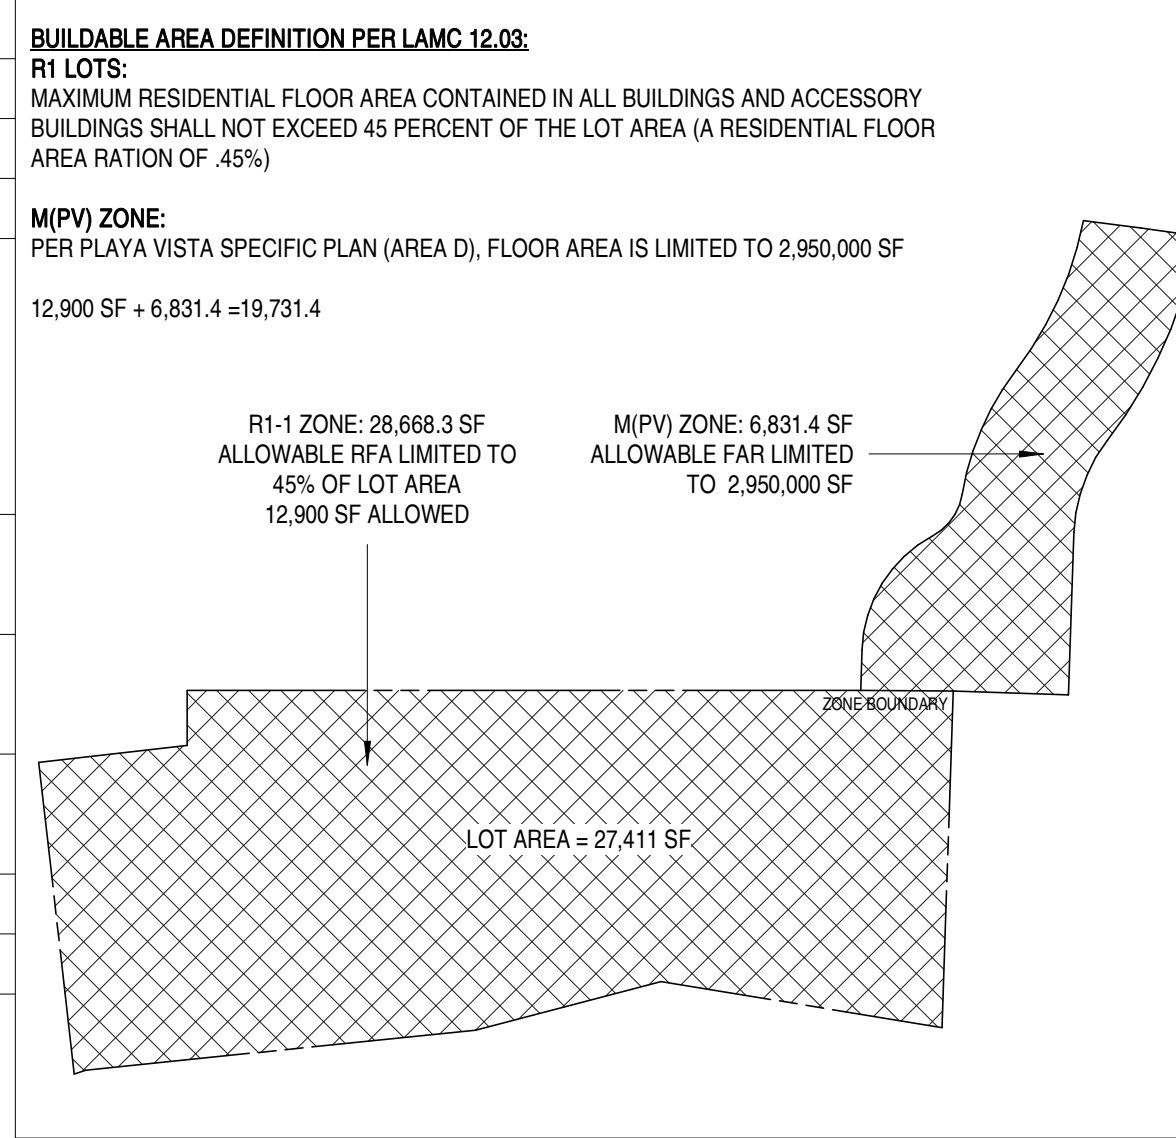 BUILDABLE AREA DEFINITION PER LAMC 12.03:
R1 LOTS:
MAXIMUM RESIDENTIAL FLOOR AREA CONTAINED IN ALL BUILDINGS AND ACCESSORY
BUILDINGS SHALL NOT EXCEED 45 PERCENT OF THE LOT AREA (A RESIDENTIAL FLOOR
AREA RATION OF .45%)
M(PV) ZONE:
PER PLAYA VISTA SPECIFIC PLAN (AREA D), FLOOR AREA IS LIMITED TO 2,950,000 SF
12,900 SF + 6,831.4 =19,731.4
R1-1 ZONE: 28,668.3 SF
ALLOWABLE RFA LIMITED TO
45% OF LOT AREA
12,900 SF ALLOWED
M(PV) ZONE: 6,831.4 SF
ALLOWABLE FAR LIMITED
TO 2,950,000 SF
ZONE BOUNDARY
LOT AREA = 27,411 SF